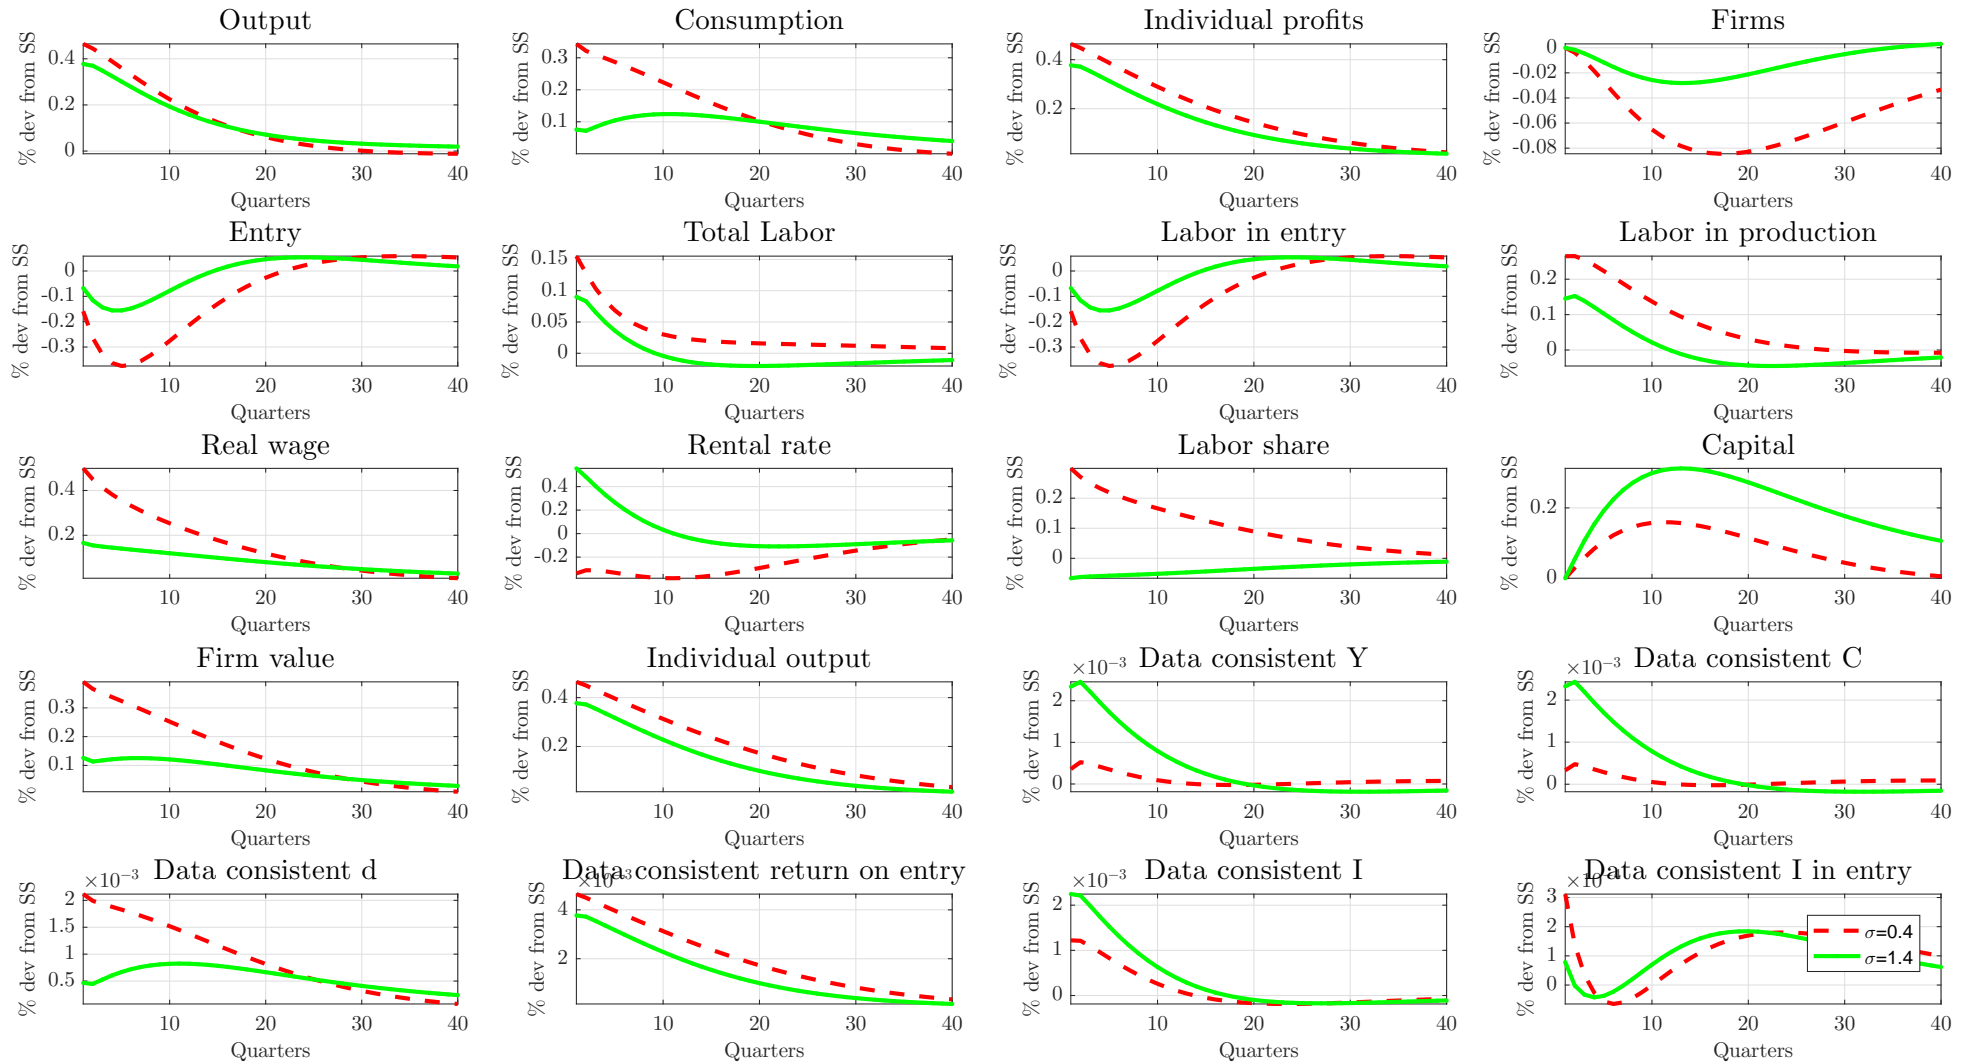 Output
% dev from SS
0.4
0.2
0
10 20 30 40
Quarters
Consumption
% dev from SS
0.3
0.1
10 20 30 40
Quarters
Individual profits
% dev from SS
0.4
0.2
10 20 30 40
Quarters
Firms
% dev from SS
0
-0.02
-0.04
-0.06
-0.08
10 20 30 40
Quarters
Entry
% dev from SS
0
-0.1
-0.2
-0.3
10 20 30 40
Quarters
Total Labor
% dev from SS
0.15
0.1
0.05
0
10 20 30 40
Quarters
Labor in entry
% dev from SS
0
-0.1
-0.2
-0.3
10 20 30 40
Quarters
Labor in production
% dev from SS
0.2
0.1
0
10 20 30 40
Quarters
Real wage
% dev from SS
0.4
0.2
10 20 30 40
Quarters
Rental rate
% dev from SS
0.4
0.2
0
-0.2
10 20 30 40
Quarters
Labor share
% dev from SS
0.2
0.1
0
10 20 30 40
Quarters
Capital
% dev from SS
0.2
0
10 20 30 40
Quarters
Firm value
% dev from SS
0.3
0.2
0.1
10 20 30 40
Quarters
Individual output
% dev from SS
0.4
0.2
10 20 30 40
Quarters
×10⁻³ Data consistent Y
% dev from SS
2
1
0
10 20 30 40
Quarters
×10⁻³ Data consistent C
% dev from SS
2
1
0
10 20 30 40
Quarters
×10⁻³ Data consistent d
% dev from SS
2
1.5
1
0.5
10 20 30 40
Quarters
Data consistent return on entry
% dev from SS
4
2
10 20 30 40
Quarters
×10⁻³ Data consistent I
% dev from SS
2
1
0
10 20 30 40
Quarters
Data consistent I in entry
% dev from SS
3
2
1
0
σ=0.4
σ=1.4
10 20 30 40
Quarters